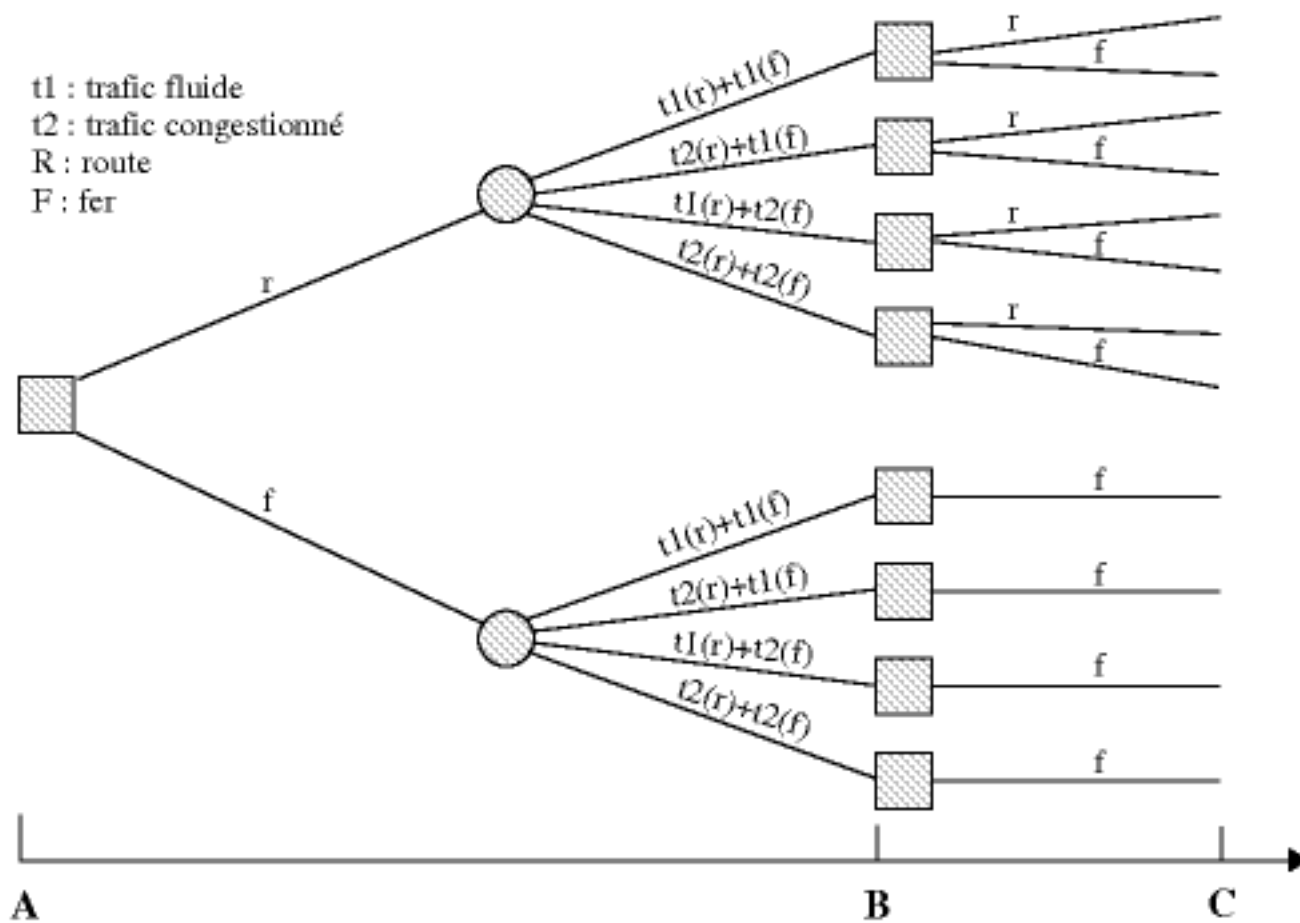 t1 : trafic fluide
t2 : trafic congestionné
R : route
F : fer
r
f
t1(r)+t1(f)
t2(r)+t1(f)
t1(r)+t2(f)
t2(r)+t2(f)
r
f
r
f
r
f
r
f
t1(r)+t1(f)
t2(r)+t1(f)
t1(r)+t2(f)
t2(r)+t2(f)
f
f
f
f
A B C